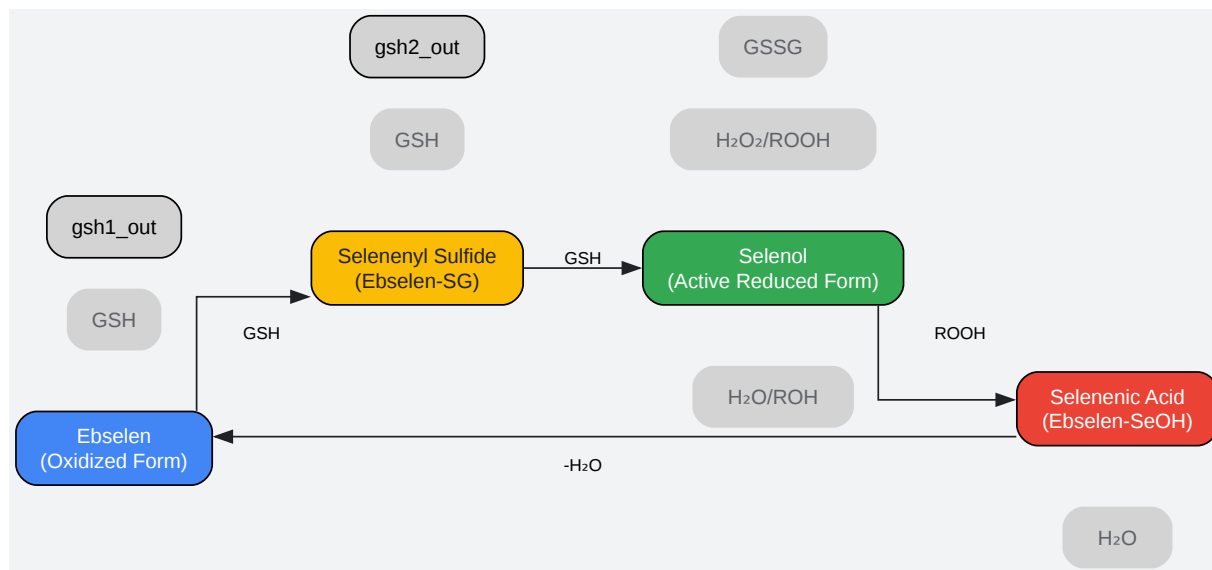 gsh2_out
GSSG
GSH
H₂O₂/ROOH
gsh1_out
Selenenyl Sulfide
(Ebselen-SG)
GSH
Selenol
(Active Reduced Form)
GSH
GSH
ROOH
H₂O/ROH
Selenenic Acid
(Ebselen-SeOH)
Ebselen
(Oxidized Form)
-H₂O
H₂O